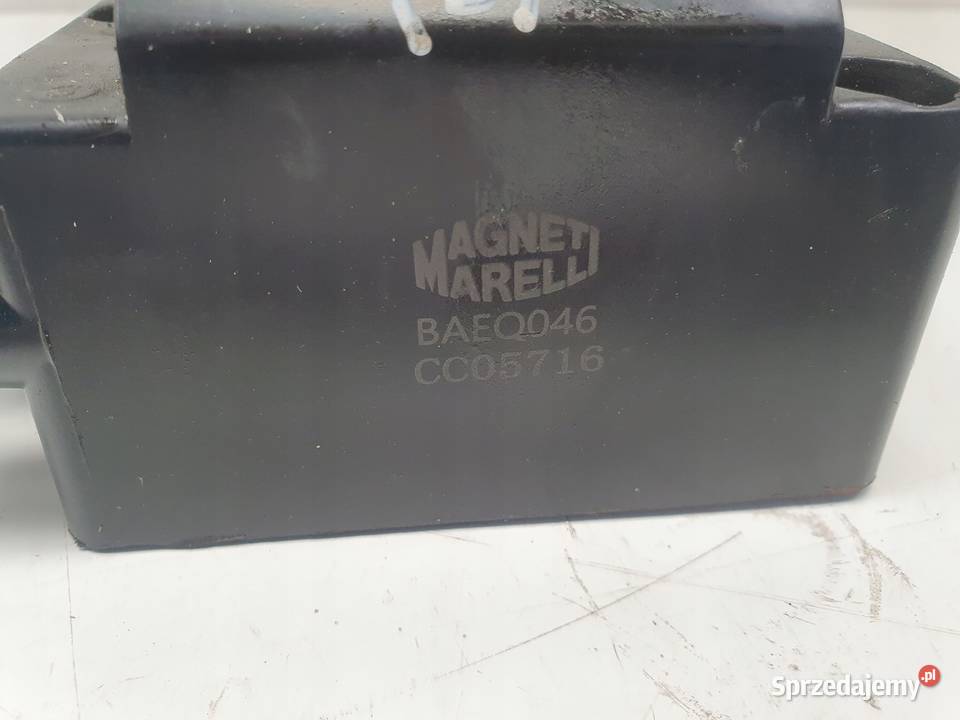 MAGNETI
MARELLI
BAEQ046
CC05716
Sprzedajemy.pl